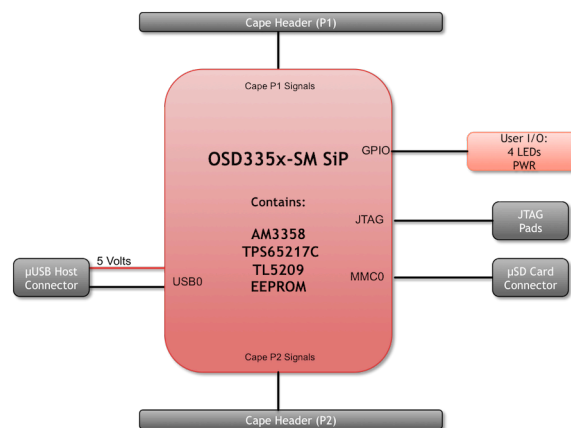 Cape Header (P1)
Cape P1 Signals
GPIO
User I/O:
4 LEDs
PWR
OSD335x-SM SiP
Contains:
AM3358
TPS65217C
TL5209
EEPROM
JTAG
JTAG
Pads
5 Volts
µUSB Host
Connector
USB0
MMC0
µSD Card
Connector
Cape P2 Signals
Cape Header (P2)